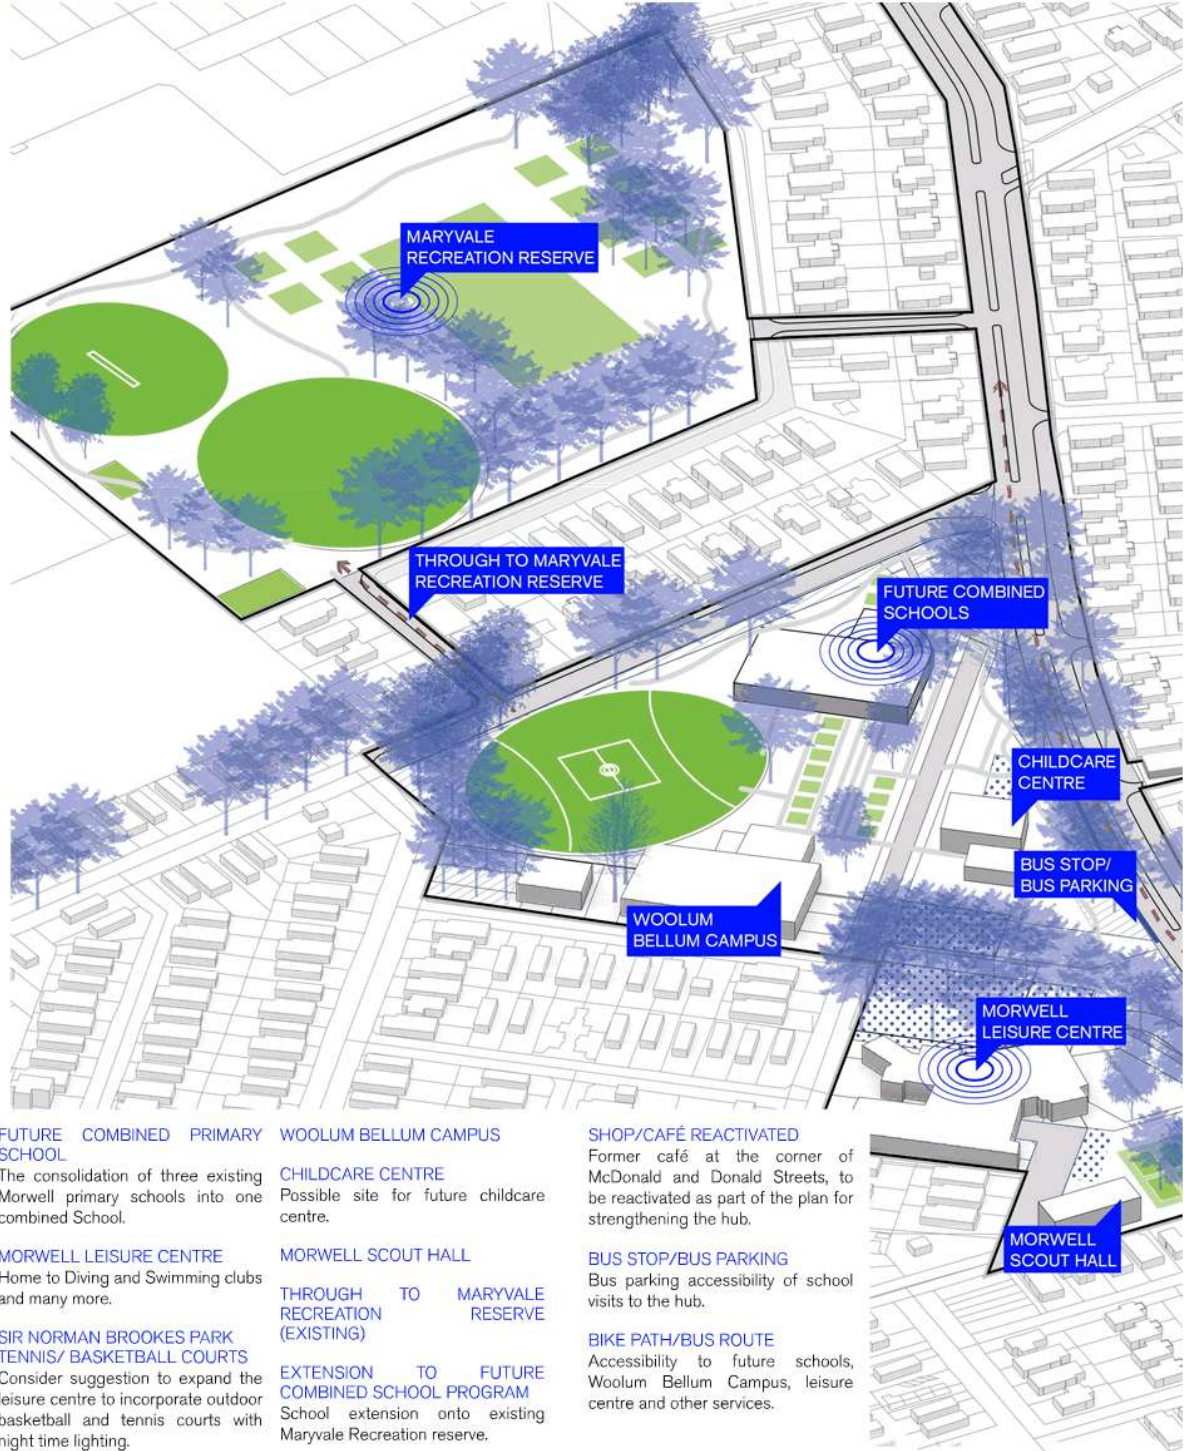 MARYVALE
RECREATION RESERVE
THROUGH TO MARYVALE
RECREATION RESERVE
FUTURE COMBINED
SCHOOLS
CHILDCARE
CENTRE
BUS STOP/
BUS PARKING
WOOLUM
BELLUM CAMPUS
MORWELL
LEISURE CENTRE
MORWELL
SCOUT HALL
FUTURE COMBINED PRIMARY
SCHOOL
The consolidation of three existing
Morwell primary schools into one
combined School.
MORWELL LEISURE CENTRE
Home to Diving and Swimming clubs
and many more.
SIR NORMAN BROOKES PARK
TENNIS/ BASKETBALL COURTS
Consider suggestion to expand the
leisure centre to incorporate outdoor
basketball and tennis courts with
night time lighting.
WOOLUM BELLUM CAMPUS
CHILDCARE CENTRE
Possible site for future childcare
centre.
MORWELL SCOUT HALL
THROUGH TO MARYVALE
RECREATION RESERVE
(EXISTING)
EXTENSION TO FUTURE
COMBINED SCHOOL PROGRAM
School extension onto existing
Maryvale Recreation reserve.
SHOP/CAFÉ REACTIVATED
Former café at the corner of
McDonald and Donald Streets, to
be reactivated as part of the plan for
strengthening the hub.
BUS STOP/BUS PARKING
Bus parking accessibility of school
visits to the hub.
BIKE PATH/BUS ROUTE
Accessibility to future schools,
Woolum Bellum Campus, leisure
centre and other services.